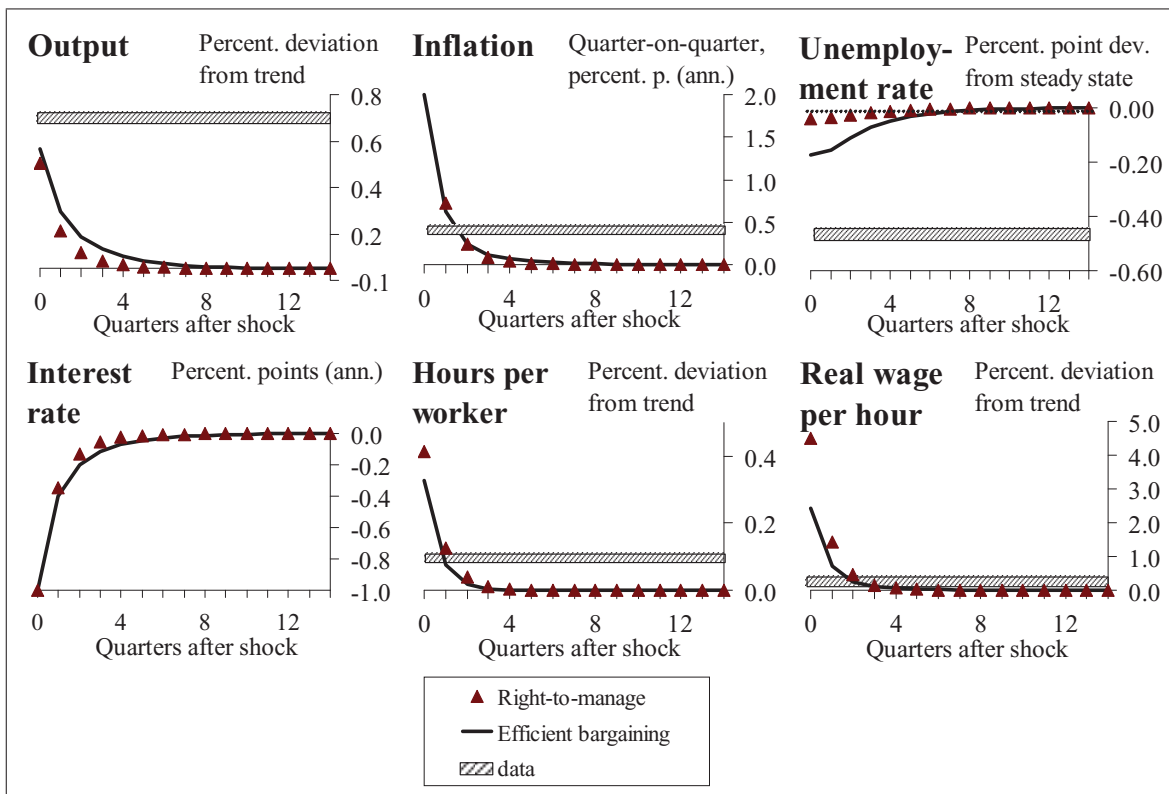 Output
Percent. deviation
from trend
0.8
0.5
0.2
-0.1
0 4 8 12
Quarters after shock
Inflation
Quarter-on-quarter,
percent. p. (ann.)
2.0
1.5
1.0
0.5
0.0
0 4 8 12
Quarters after shock
Unemploy-
ment rate
Percent. point dev.
from steady state
0.00
-0.20
-0.40
-0.60
0 4 8 12
Quarters after shock
Interest
rate
Percent. points (ann.)
0.0
-0.2
-0.4
-0.6
-0.8
-1.0
0 4 8 12
Quarters after shock
Hours per
worker
Percent. deviation
from trend
0.4
0.2
0.0
0 4 8 12
Quarters after shock
Real wage
per hour
Percent. deviation
from trend
5.0
4.0
3.0
2.0
1.0
0.0
0 4 8 12
Quarters after shock
Right-to-manage
Efficient bargaining
data